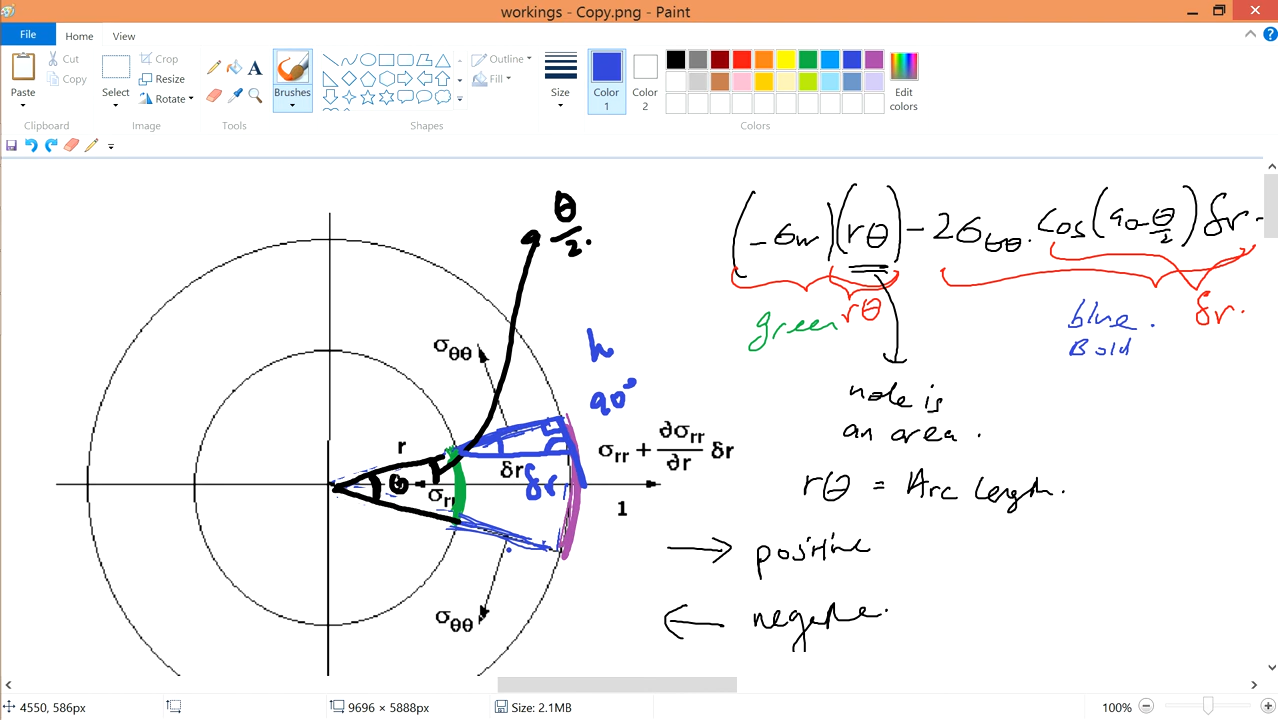 workings - Copy.png - Paint
File
Home
View
Paste
Cut
Copy
Clipboard
Select
Crop
Resize
Rotate
Image
A
Tools
Brushes
Outline
Fill
Shapes
Size
Color 1
Color 2
Edit colors
Colors
θ/2.
(-σrr)(rθ) - 2σθθ. cos(90-θ/2) δr -
green
rθ
blue.
Bold
δr.
σθθ
h
90°
note is
an area.
r
σrr + ∂σrr/∂r δr
δr
θ
σrr
δr
1
rθ = Arc Length.
→ positive
← negative.
σθθ
4550, 586px
9696 × 5888px
Size: 2.1MB
100%